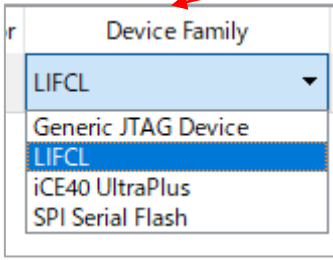 r Device Family
LIFCL
Generic JTAG Device
LIFCL
iCE40 UltraPlus
SPI Serial Flash